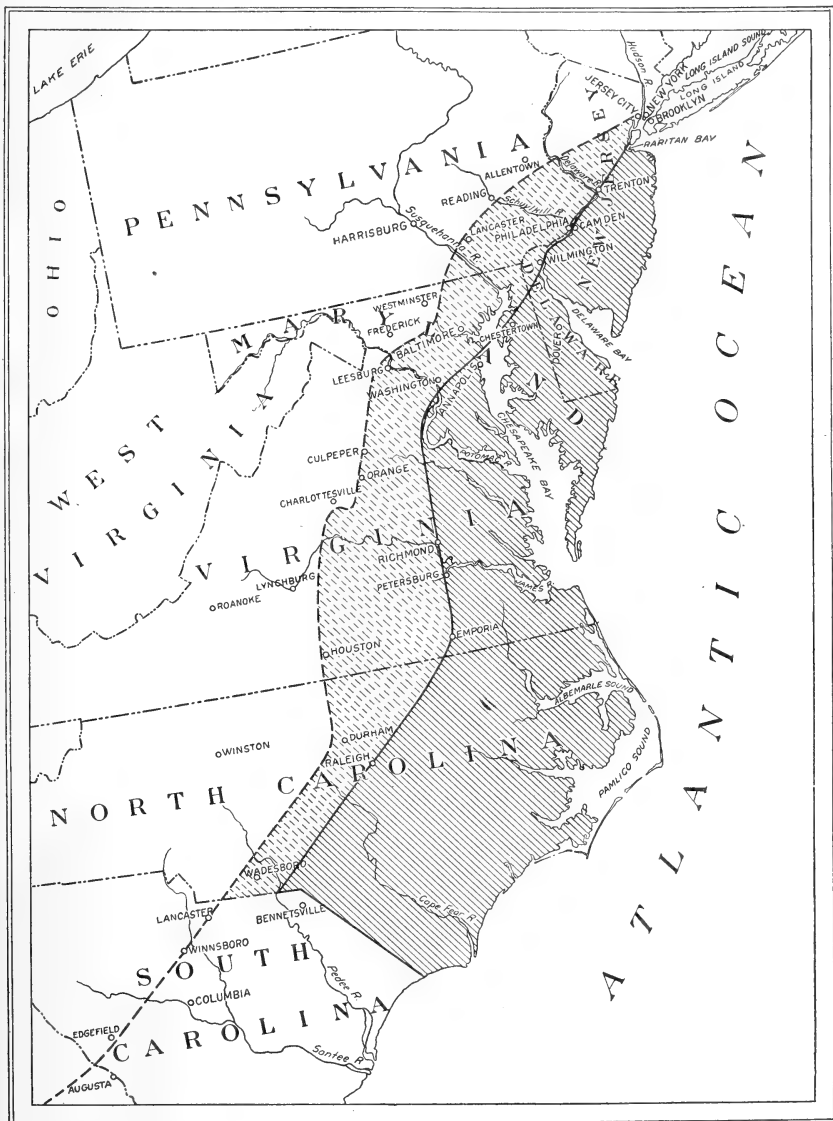 LAKE ERIE
Hudson R.
LONG ISLAND SOUND
LONG ISLAND
NEW YORK
BROOKLYN
JERSEY CITY
RARITAN BAY
PENNSYLVANIA
NEW JERSEY
ALLENTOWN
Delaware R.
READING
Schuylkill R.
TRENTON
Susquehanna R.
HARRISBURG
LANCASTER
PHILADELPHIA
CAMDEN
WILMINGTON
OHIO
WESTMINSTER
FREDERICK
MARYLAND
BALTIMORE
CHESTERTOWN
DELAWARE
DOVER
DELAWARE BAY
LEESBURG
WASHINGTON
ANNAPOLIS
CHESAPEAKE BAY
WEST
VIRGINIA
CULPEPER
ORANGE
POTOMAC R.
CHARLOTTESVILLE
VIRGINIA
RICHMOND
LYNCHBURG
PETERSBURG
JAMES R.
ROANOKE
EMPORIA
HOUSTON
ALBEMARLE SOUND
DURHAM
WINSTON
RALEIGH
PAMLICO SOUND
NORTH CAROLINA
WADESBORO
Cape Fear R.
LANCASTER
BENNETSVILLE
WINNSBORO
SOUTH
Pedee R.
COLUMBIA
CAROLINA
EDGEFIELD
Santee R.
AUGUSTA
ATLANTIC OCEAN